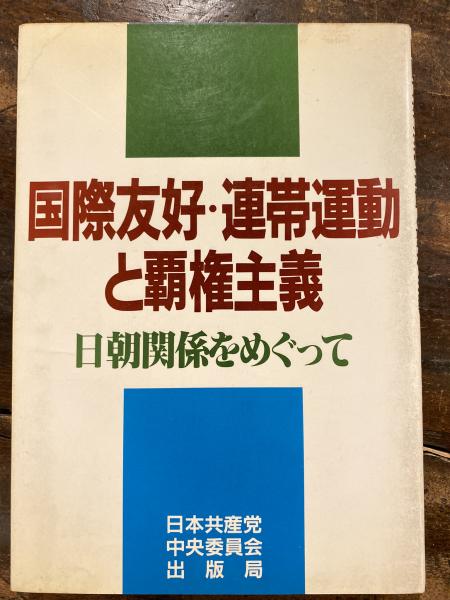 国際友好・連帯運動
と覇権主義
日朝関係をめぐって
日本共産党
中央委員会
出版局